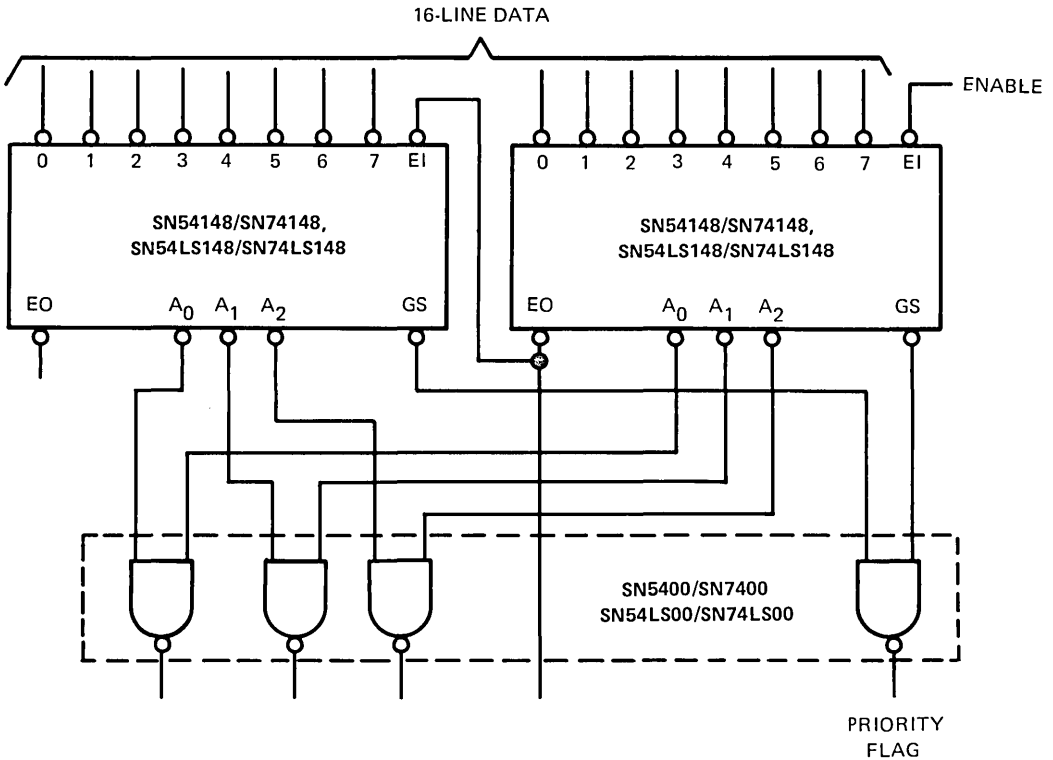 16-LINE DATA
ENABLE
0 1 2 3 4 5 6 7 EI
0 1 2 3 4 5 6 7 EI
SN54148/SN74148,
SN54LS148/SN74LS148
SN54148/SN74148,
SN54LS148/SN74LS148
EO A0 A1 A2 GS
EO A0 A1 A2 GS
SN5400/SN7400
SN54LS00/SN74LS00
PRIORITY
FLAG